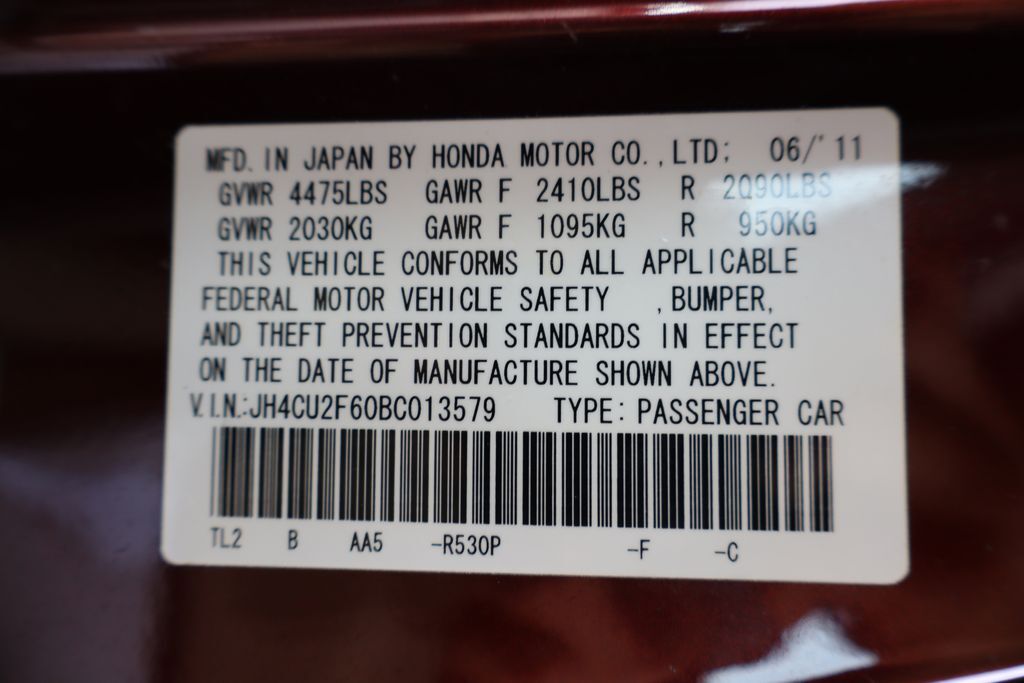 MFD. IN JAPAN BY HONDA MOTOR CO., LTD: 06/'11
GVWR 4475LBS GAWR F 2410LBS R 2090LBS
GVWR 2030KG GAWR F 1095KG R 950KG
THIS VEHICLE CONFORMS TO ALL APPLICABLE
FEDERAL MOTOR VEHICLE SAFETY , BUMPER,
AND THEFT PREVENTION STANDARDS IN EFFECT
ON THE DATE OF MANUFACTURE SHOWN ABOVE.
V.I.N.:JH4CU2F60BC013579 TYPE: PASSENGER CAR
TL2 B AA5 -R530P -F -C